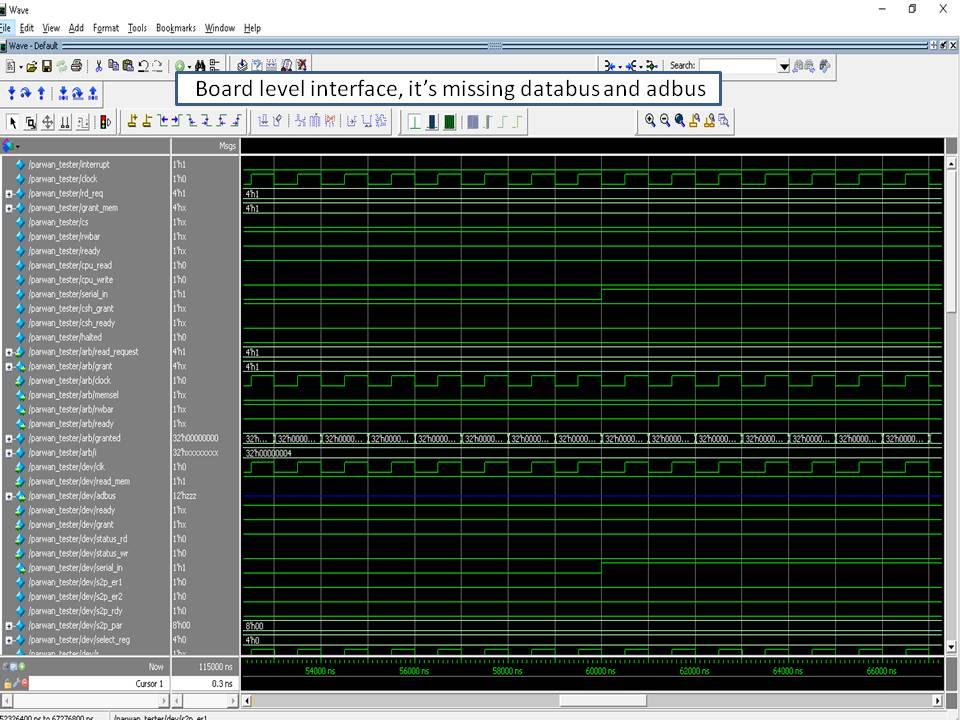 Wave
File Edit View Add Format Tools Bookmarks Window Help
Wave - Default
Search:
Board level interface, it's missing databus and adbus
Msgs
/parwan_tester/interrupt 1'h1
/parwan_tester/clock 1'h0
/parwan_tester/rd_req 4'h1 4'h1
/parwan_tester/grant_mem 4'hx 4'h1
/parwan_tester/cs 1'hx
/parwan_tester/rwbar 1'hx
/parwan_tester/ready 1'hx
/parwan_tester/cpu_read 1'h0
/parwan_tester/cpu_write 1'h0
/parwan_tester/serial_in 1'h1
/parwan_tester/csh_grant 1'hx
/parwan_tester/csh_ready 1'hx
/parwan_tester/halted 1'h0
/parwan_tester/arb/read_request 4'h1 4'h1
/parwan_tester/arb/grant 4'hx 4'h1
/parwan_tester/arb/clock 1'h0
/parwan_tester/arb/memsel 1'hx
/parwan_tester/arb/rwbar 1'hx
/parwan_tester/arb/ready 1'hx
/parwan_tester/arb/granted 32'h00000000 32'h... 32'h0000... 32'h0000... 32'h0000... 32'h0000... 32'h0000... 32'h0000... 32'h0000... 32'h0000... 32'h0000... 32'h0000... 32'h0000... 32'h0000... 32'h0000...
/parwan_tester/arb/i 32'hxxxxxxxx 32'h00000004
/parwan_tester/dev/clk 1'h0
/parwan_tester/dev/read_mem 1'h1
/parwan_tester/dev/adbus 12'hzzz
/parwan_tester/dev/ready 1'hx
/parwan_tester/dev/grant 1'hx
/parwan_tester/dev/status_rd 1'h0
/parwan_tester/dev/status_wr 1'h0
/parwan_tester/dev/serial_in 1'h1
/parwan_tester/dev/s2p_er1 1'h0
/parwan_tester/dev/s2p_er2 1'h0
/parwan_tester/dev/s2p_rdy 1'h0
/parwan_tester/dev/s2p_par 8'h00 8'h00
/parwan_tester/dev/select_reg 4'h0 4'h0
Now 115000 ns 54000 ns 56000 ns 58000 ns 60000 ns 62000 ns 64000 ns 66000 ns
Cursor 1 0.3 ns
52326400 ps to 67276800 ps /parwan_tester/dev/s2p_er1